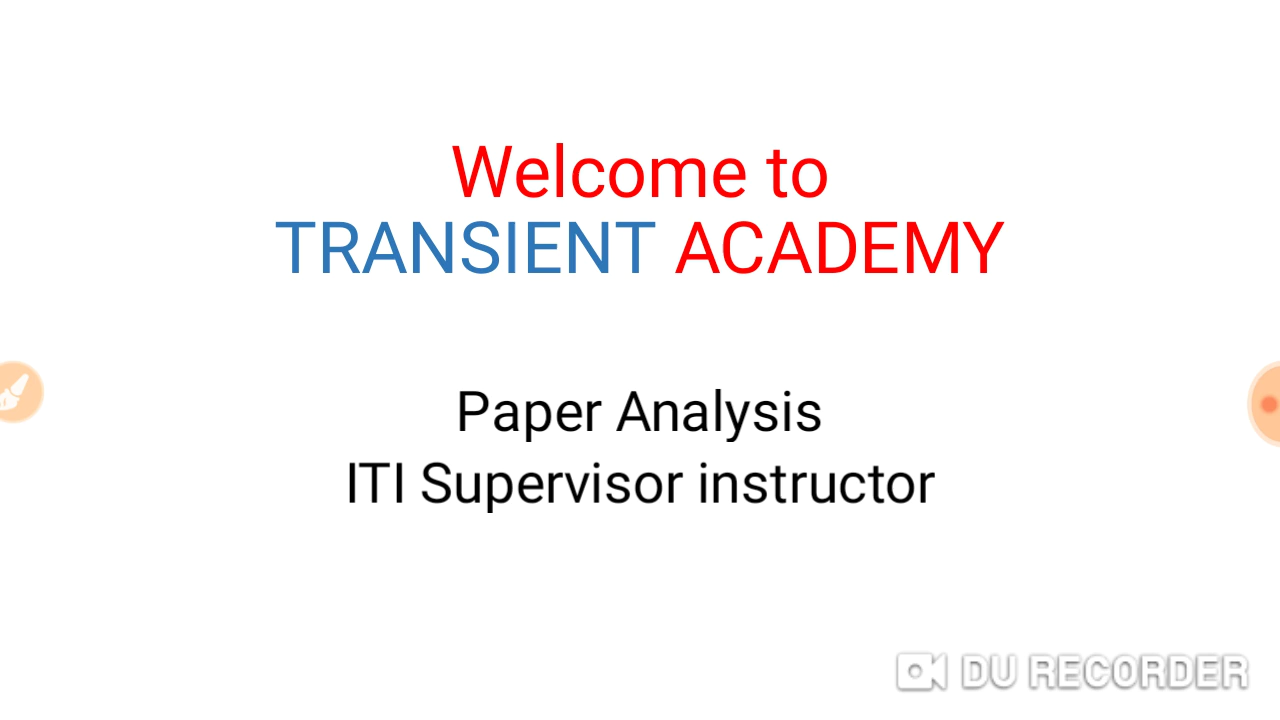 Welcome to
TRANSIENT ACADEMY
Paper Analysis
ITI Supervisor instructor
DU RECORDER